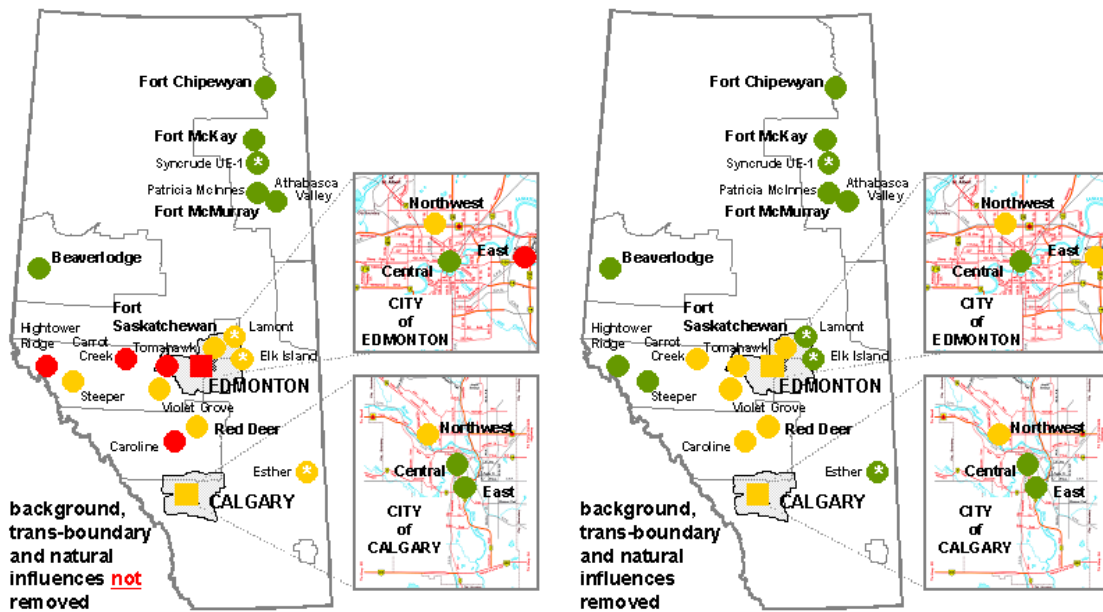 Fort Chipewyan
Fort McKay
Syncrude UE-1
*
Patricia McInnes
Athabasca
Valley
Fort McMurray
Beaverlodge
Fort
Saskatchewan
Lamont
*
Hightower
Ridge
Carrot
Creek
Tomahawk
Elk Island
*
EDMONTON
Steeper
Violet Grove
Red Deer
Caroline
Esther
*
CALGARY
Northwest
East
Central
CITY
of
EDMONTON
Northwest
Central
East
CITY
of
CALGARY
background,
trans-boundary
and natural
influences not
removed
Fort Chipewyan
Fort McKay
Syncrude UE-1
*
Patricia McInnes
Athabasca
Valley
Fort McMurray
Beaverlodge
Fort
Saskatchewan
Lamont
*
Hightower
Ridge
Carrot
Creek
Tomahawk
Elk Island
*
EDMONTON
Steeper
Violet Grove
Red Deer
Caroline
Esther
*
CALGARY
Northwest
East
Central
CITY
of
EDMONTON
Northwest
Central
East
CITY
of
CALGARY
background,
trans-boundary
and natural
influences
removed